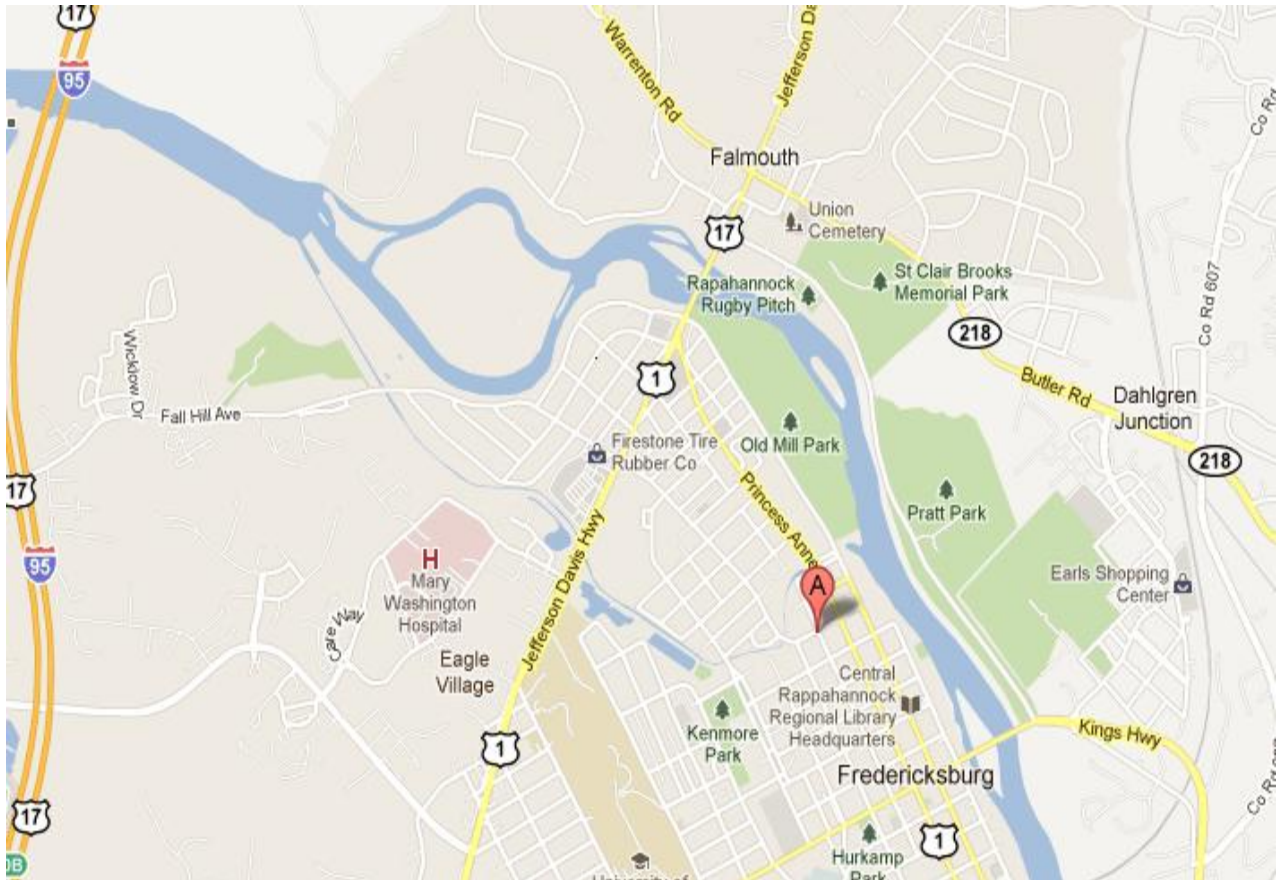 17
95
Warrenton Rd
Jefferson Da
Co Rd
Falmouth
17
Union
Cemetery
Rapahannock
Rugby Pitch
St Clair Brooks
Memorial Park
Co Rd 607
218
Wicklow Dr
1
Butler Rd
Dahlgren
Junction
Fall Hill Ave
Firestone Tire
Rubber Co
Old Mill Park
218
17
Princess Anne
Pratt Park
Jefferson Davis Hwy
95
H
Mary
Washington
Hospital
Earls Shopping
Center
A
Care Way
Eagle
Village
Central
Rappahannock
Regional Library
Headquarters
Kenmore
Park
1
Kings Hwy
Fredericksburg
17
Co Rd
1
Hurkamp
Park
University of